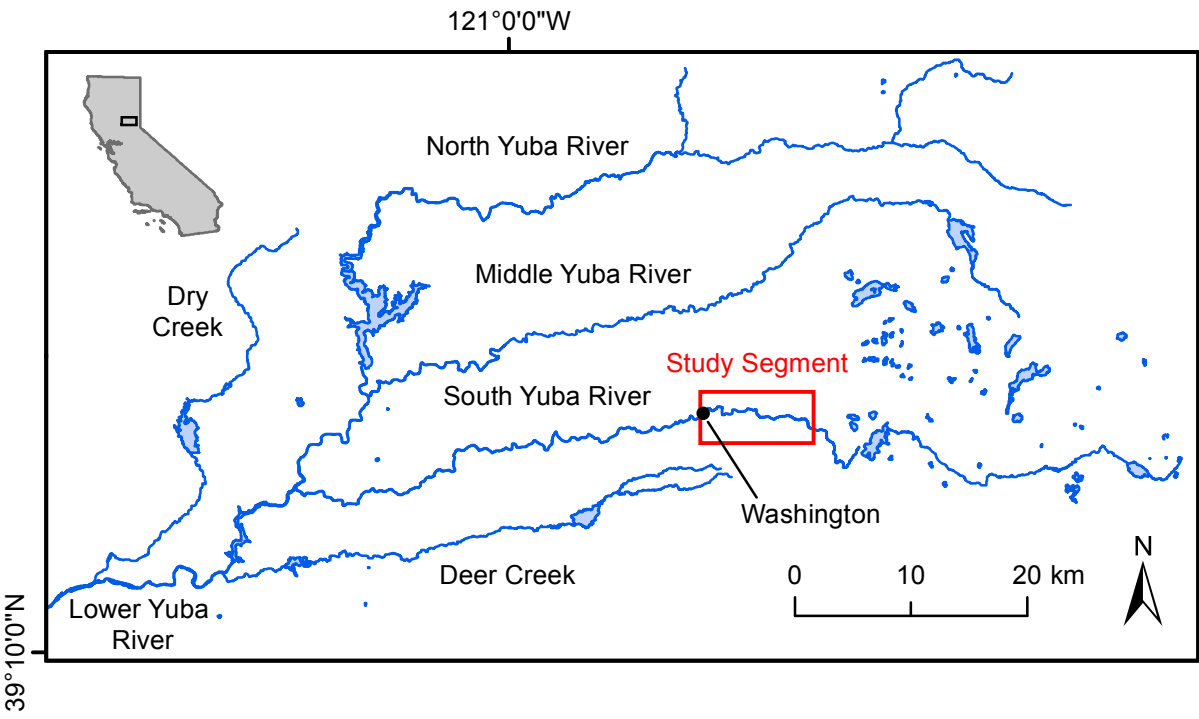 121°0'0"W
North Yuba River
Middle Yuba River
Dry
Creek
Study Segment
South Yuba River
Washington
N
Deer Creek
0 10 20 km
Lower Yuba
River
39°10'0"N